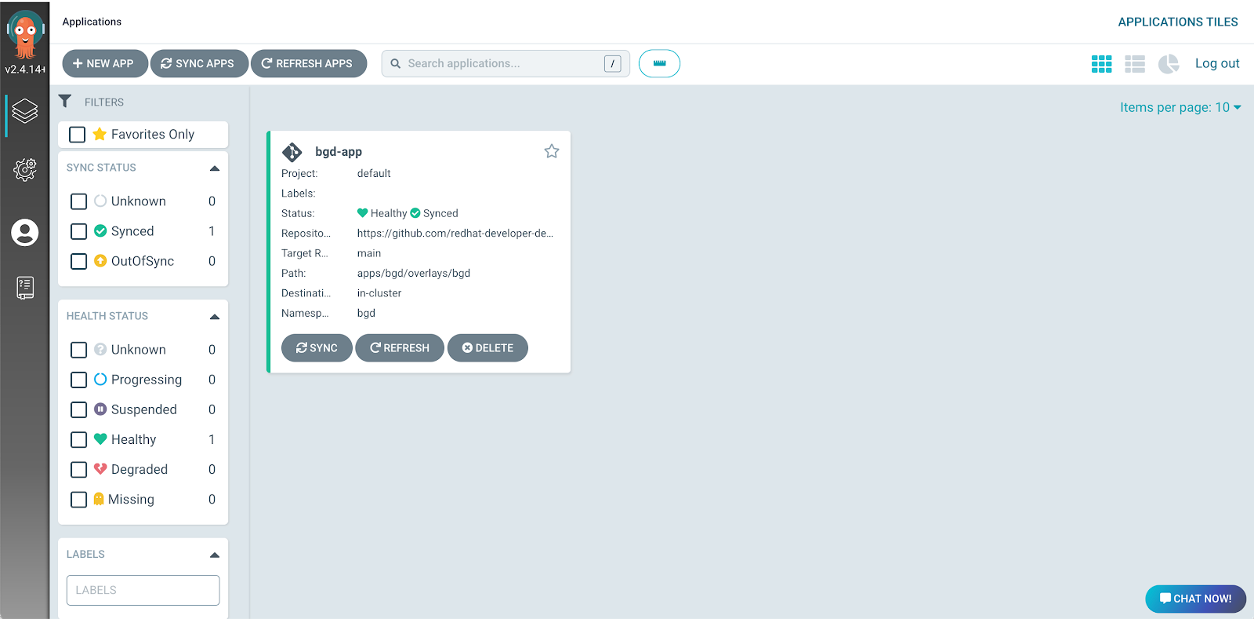 Applications
APPLICATIONS TILES
v2.4.14+
NEW APP
SYNC APPS
REFRESH APPS
Search applications...
/
Log out
FILTERS
Items per page: 10
Favorites Only
SYNC STATUS
Unknown 0
Synced 1
OutOfSync 0
HEALTH STATUS
Unknown 0
Progressing 0
Suspended 0
Healthy 1
Degraded 0
Missing 0
LABELS
LABELS
bgd-app
Project: default
Labels:
Status: Healthy Synced
Reposito... https://github.com/redhat-developer-de...
Target R... main
Path: apps/bgd/overlays/bgd
Destinati... in-cluster
Namesp... bgd
SYNC
REFRESH
DELETE
CHAT NOW!